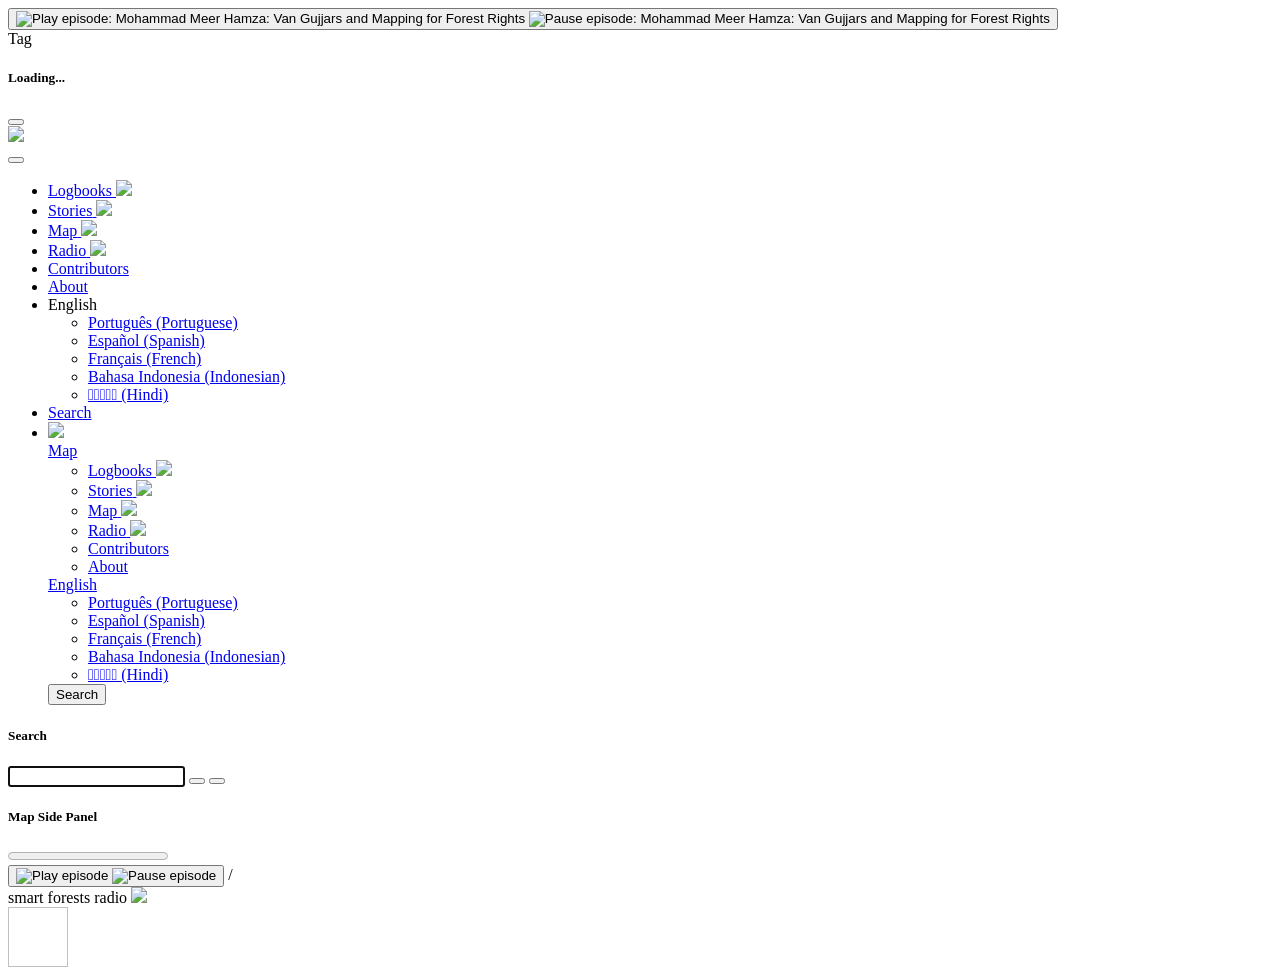 Play episode: Mohammad Meer Hamza: Van Gujjars and Mapping for Forest Rights Pause episode: Mohammad Meer Hamza: Van Gujjars and Mapping for Forest Rights
Tag
Loading...
Logbooks
Stories
Map
Radio
Contributors
About
English
Português (Portuguese)
Español (Spanish)
Français (French)
Bahasa Indonesia (Indonesian)
(Hindi)
Search
Map
Logbooks
Stories
Map
Radio
Contributors
About
English
Português (Portuguese)
Español (Spanish)
Français (French)
Bahasa Indonesia (Indonesian)
(Hindi)
Search
Search
Map Side Panel
Play episode Pause episode /
smart forests radio